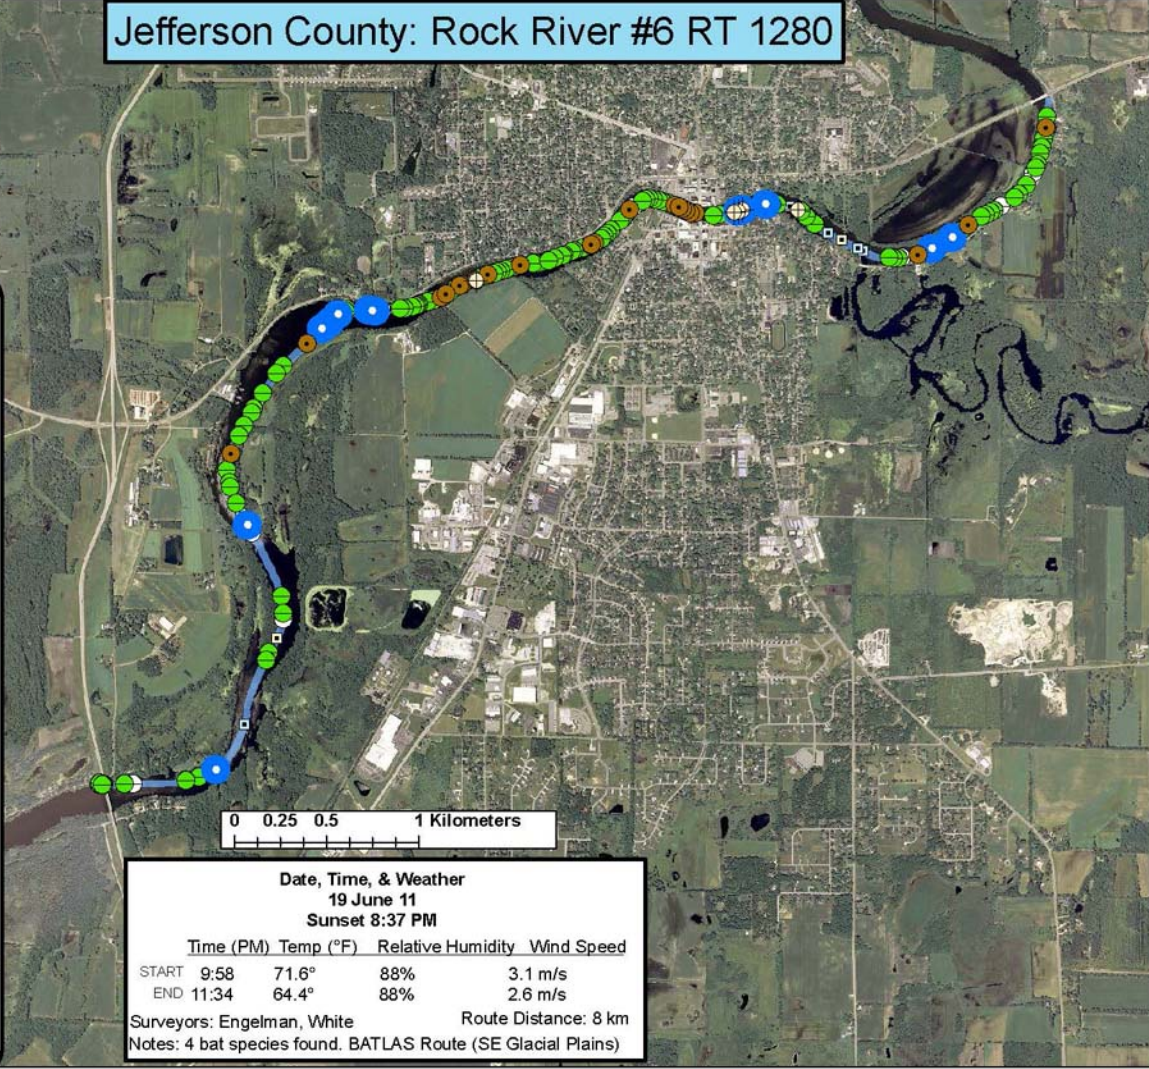 Jefferson County: Rock River #6 RT 1280
0 0.25 0.5 1 Kilometers
Date, Time, & Weather
19 June 11
Sunset 8:37 PM
Time (PM) Temp (°F) Relative Humidity Wind Speed
START 9:58 71.6° 88% 3.1 m/s
END 11:34 64.4° 88% 2.6 m/s
Surveyors: Engelman, White Route Distance: 8 km
Notes: 4 bat species found. BATLAS Route (SE Glacial Plains)